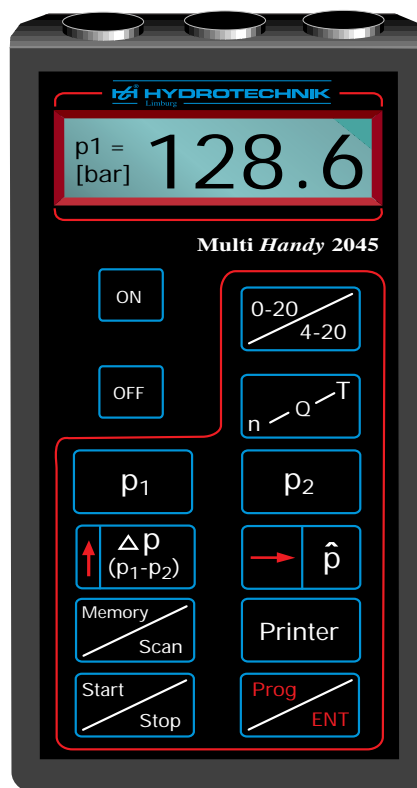 HYDROTECHNIK
Limburg
p1 =
[bar]
128.6
Multi Handy 2045
ON
0-20
4-20
OFF
n
Q
T
p1
p2
Δp
(p1-p2)
p̂
Memory
Scan
Printer
Start
Stop
Prog
ENT